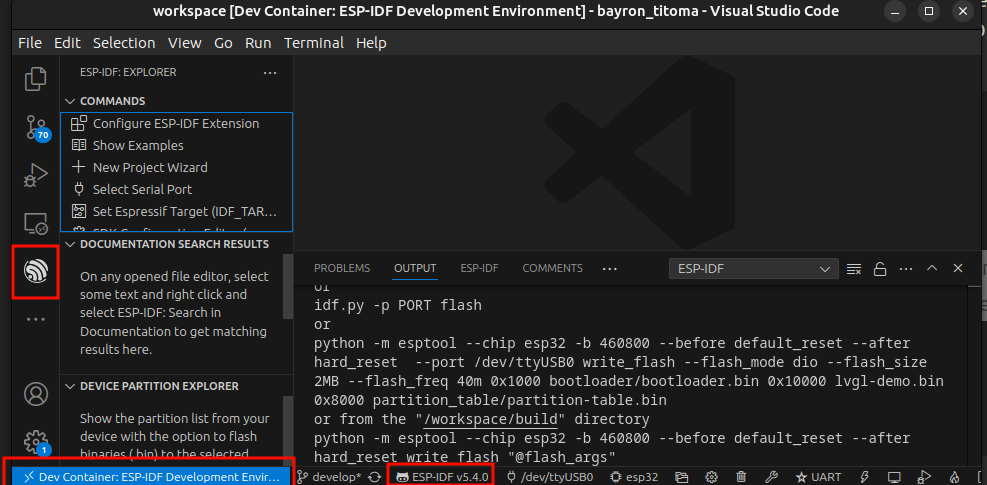 workspace [Dev Container: ESP-IDF Development Environment] - bayron_titoma - Visual Studio Code
File Edit Selection View Go Run Terminal Help
ESP-IDF: EXPLORER ...
COMMANDS
Configure ESP-IDF Extension
Show Examples
New Project Wizard
Select Serial Port
Set Espressif Target (IDF_TAR...
70
DOCUMENTATION SEARCH RESULTS
On any opened file editor, select
some text and right click and
select ESP-IDF: Search in
Documentation to get matching
results here.
DEVICE PARTITION EXPLORER
Show the partition list from your
device with the option to flash
binaries (.bin) to the selected
1
PROBLEMS OUTPUT ESP-IDF COMMENTS ... ESP-IDF
or
idf.py -p PORT flash
or
python -m esptool --chip esp32 -b 460800 --before default_reset --after
hard_reset --port /dev/ttyUSB0 write_flash --flash_mode dio --flash_size
2MB --flash_freq 40m 0x1000 bootloader/bootloader.bin 0x10000 lvgl-demo.bin
0x8000 partition_table/partition-table.bin
or from the "/workspace/build" directory
python -m esptool --chip esp32 -b 460800 --before default_reset --after
hard_reset write_flash "@flash_args"
Dev Container: ESP-IDF Development Envir... develop* ESP-IDF v5.4.0 /dev/ttyUSB0 esp32 UART